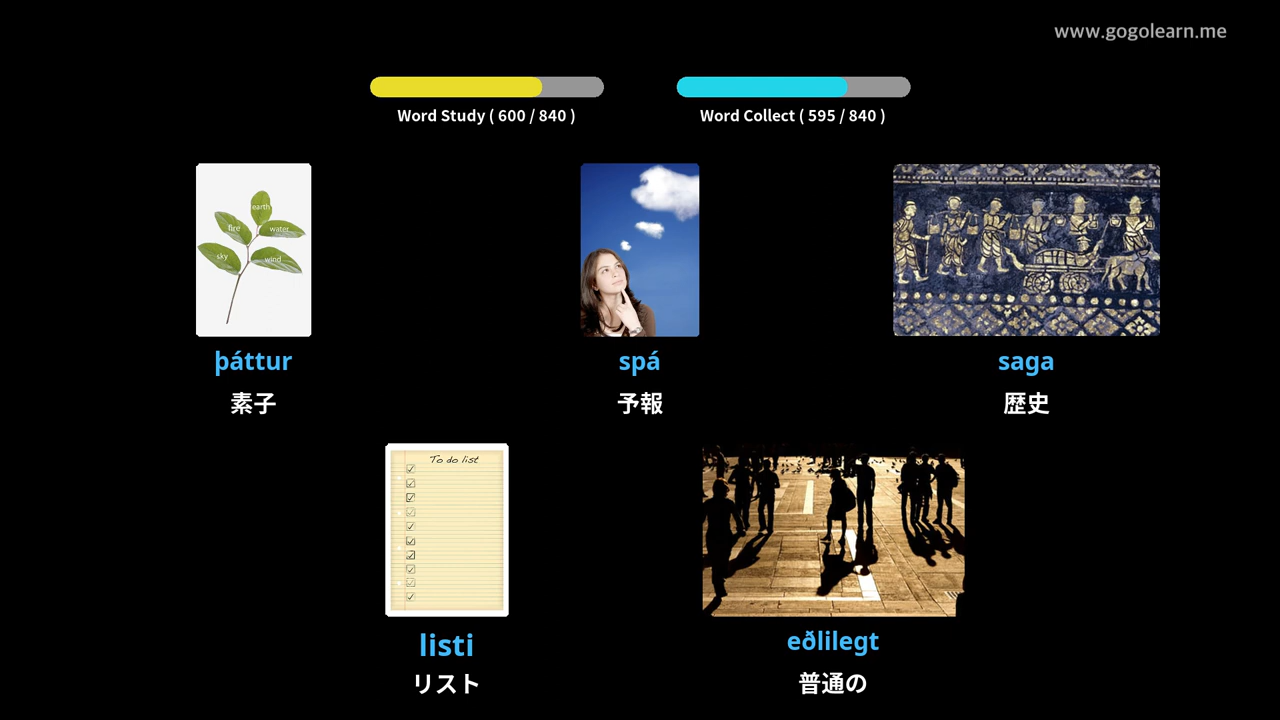 www.gogolearn.me
Word Study ( 600 / 840 )
Word Collect ( 595 / 840 )
earth
fire
water
sky
wind
þáttur
spá
saga
素子
予報
歴史
To do list
listi
eðlilegt
リスト
普通の